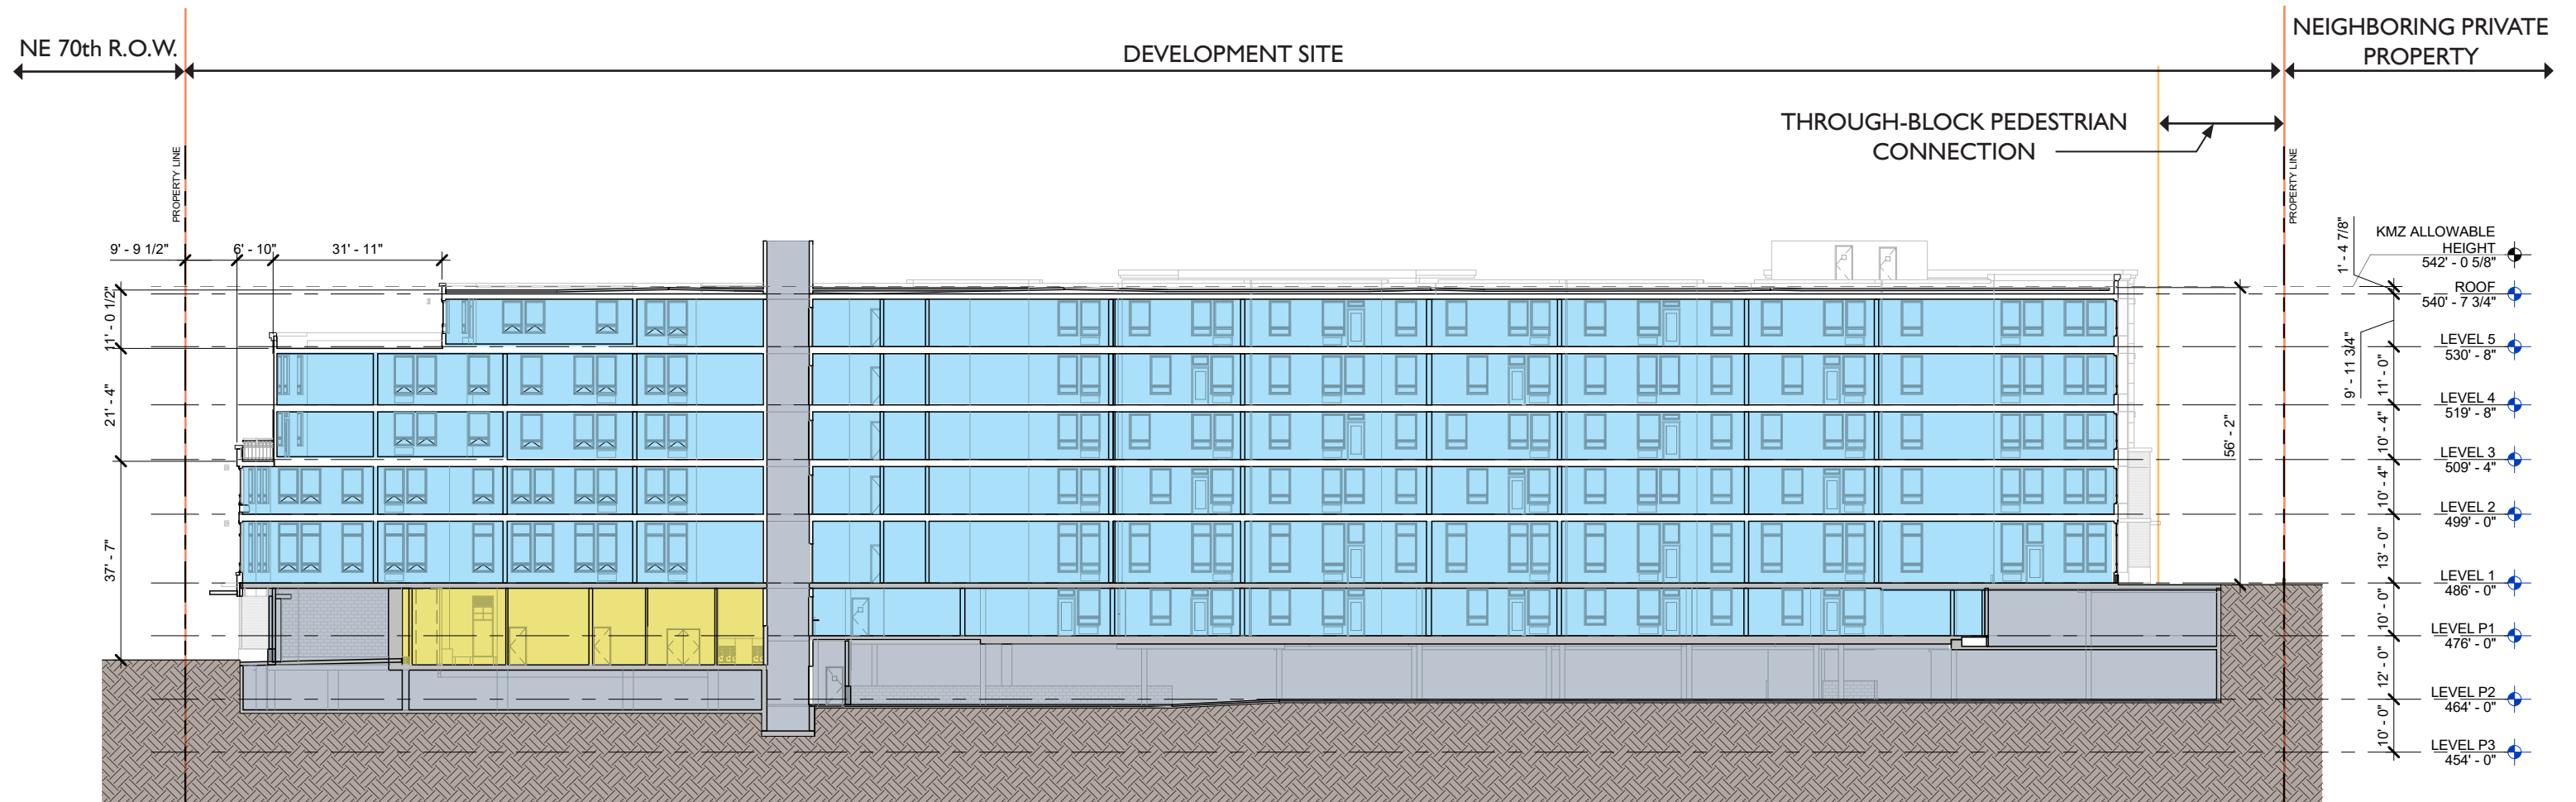 NE 70th R.O.W.
DEVELOPMENT SITE
NEIGHBORING PRIVATE
PROPERTY
THROUGH-BLOCK PEDESTRIAN
CONNECTION
PROPERTY LINE
PROPERTY LINE
9' - 9 1/2"
6' - 10"
31' - 11"
11' - 0 1/2"
21' - 4"
37' - 7"
56' - 2"
1' - 4 7/8"
9' - 11 3/4"
11' - 0"
10' - 4"
10' - 4"
13' - 0"
10' - 0"
12' - 0"
10' - 0"
KMZ ALLOWABLE
HEIGHT
542' - 0 5/8"
ROOF
540' - 7 3/4"
LEVEL 5
530' - 8"
LEVEL 4
519' - 8"
LEVEL 3
509' - 4"
LEVEL 2
499' - 0"
LEVEL 1
486' - 0"
LEVEL P1
476' - 0"
LEVEL P2
464' - 0"
LEVEL P3
454' - 0"